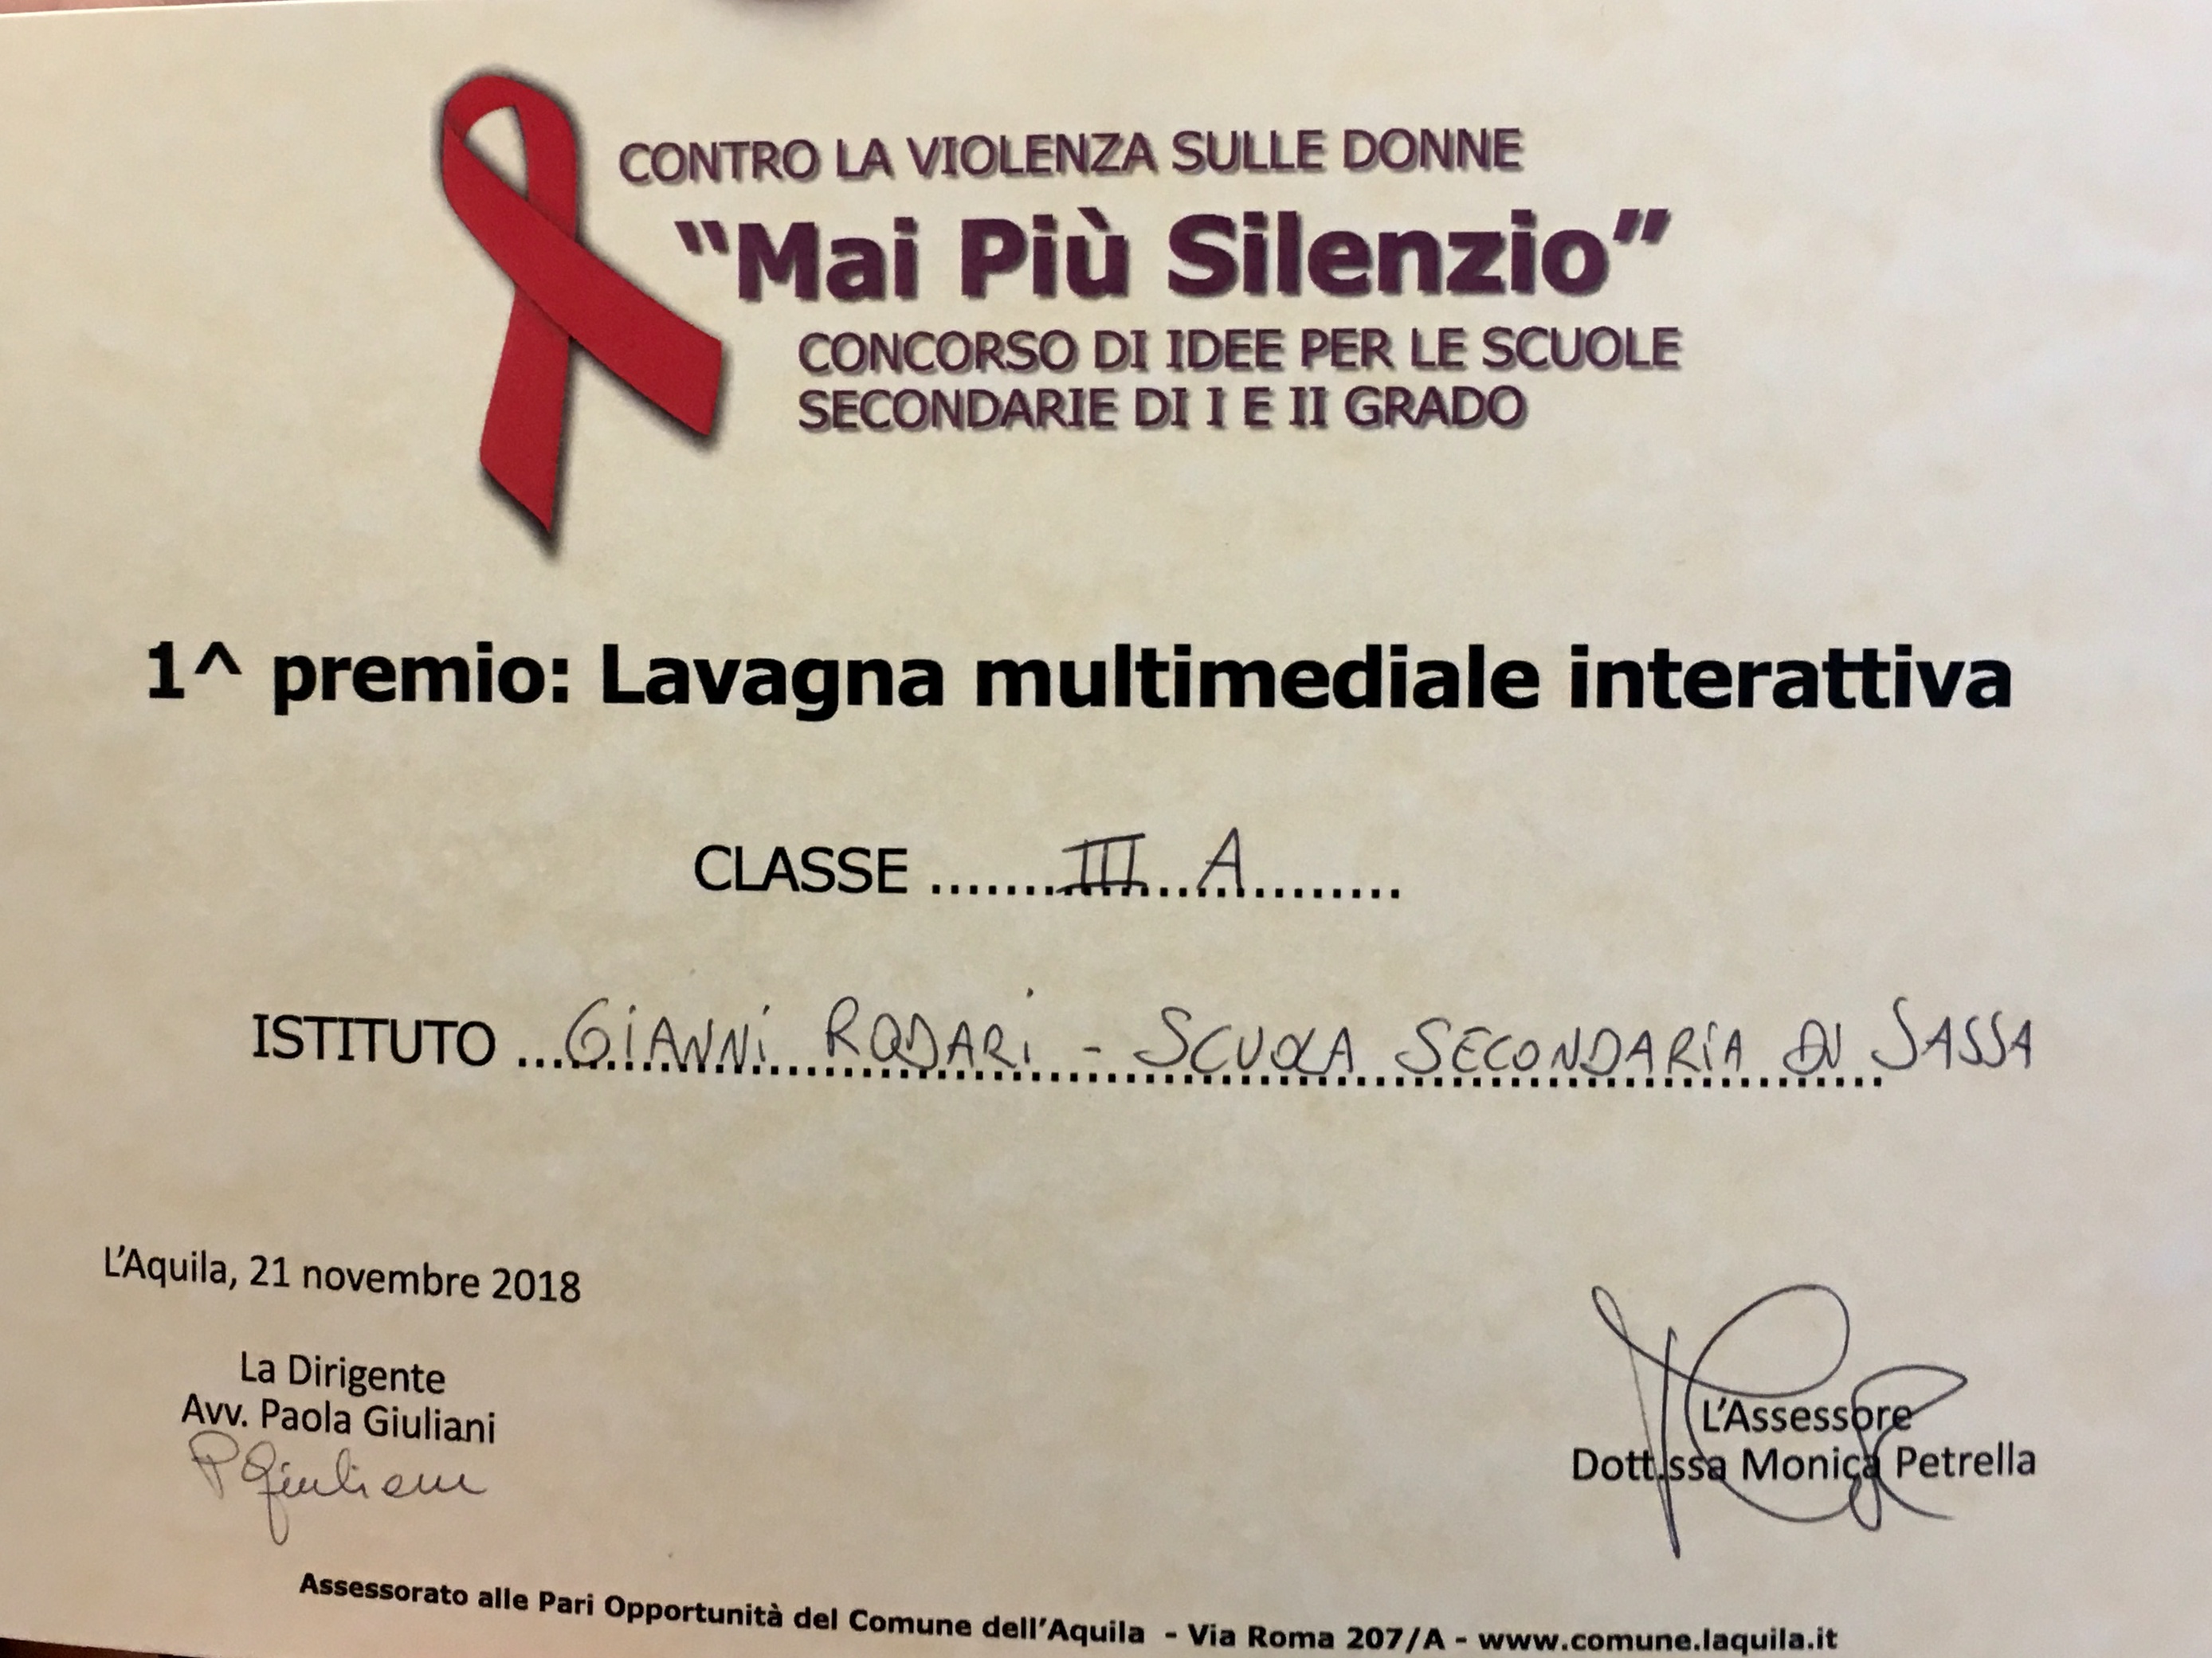 CONTRO LA VIOLENZA SULLE DONNE
“Mai Più Silenzio”
CONCORSO DI IDEE PER LE SCUOLE
SECONDARIE DI I E II GRADO
1^ premio: Lavagna multimediale interattiva
CLASSE .......III A.........
ISTITUTO ...GIANNI RODARI - SCUOLA SECONDARIA DI SASSA
L’Aquila, 21 novembre 2018
La Dirigente
Avv. Paola Giuliani
PGiuliani
L’Assessore
Dott.ssa Monica Petrella
Assessorato alle Pari Opportunità del Comune dell’Aquila - Via Roma 207/A - www.comune.laquila.it